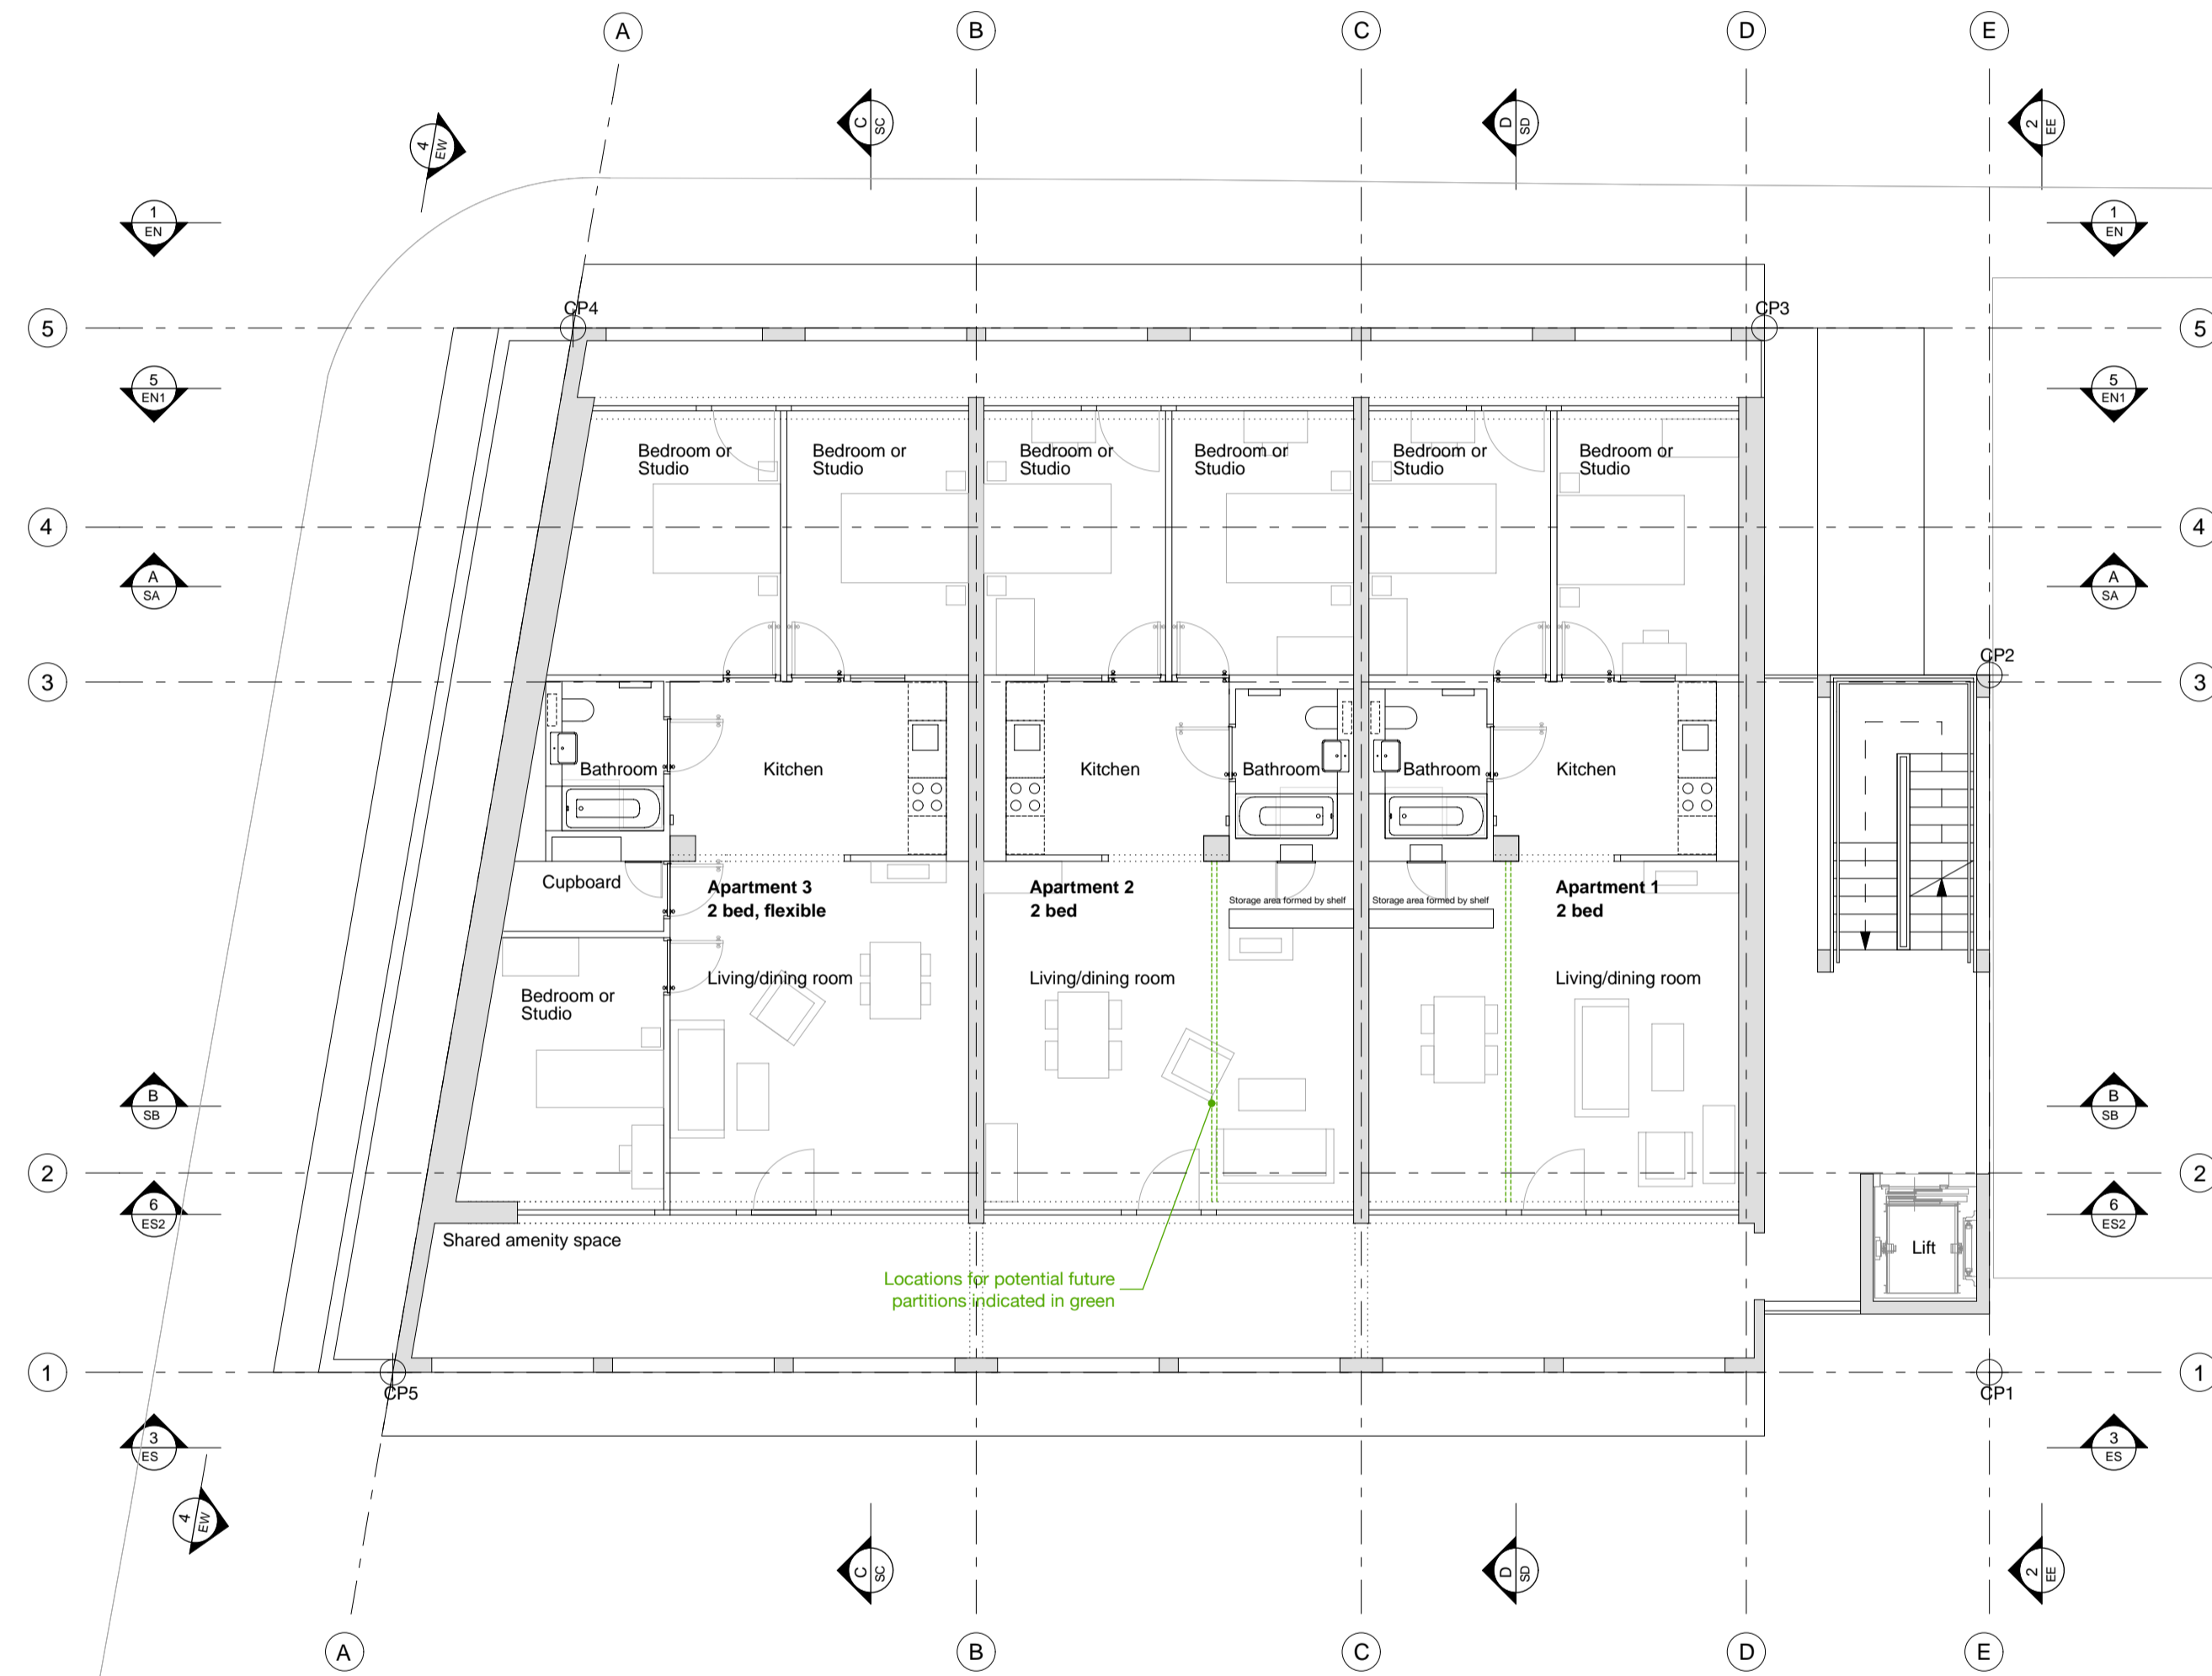 A
B
C
D
E
4
EW
C
SC
D
SD
2
EE
1
EN
1
EN
CP4
CP3
5
5
5
EN1
5
EN1
Bedroom or
Studio
Bedroom or
Studio
Bedroom or
Studio
Bedroom or
Studio
Bedroom or
Studio
Bedroom or
Studio
4
4
A
SA
A
SA
CP2
3
3
Bathroom
Kitchen
Kitchen
Bathroom
Bathroom
Kitchen
Cupboard
Apartment 3
2 bed, flexible
Apartment 2
2 bed
Storage area formed by shelf
Storage area formed by shelf
Apartment 1
2 bed
Living/dining room
Living/dining room
Living/dining room
Bedroom or
Studio
B
SB
B
SB
2
2
6
ES2
6
ES2
Shared amenity space
Lift
Locations for potential future
partitions indicated in green
1
1
CP5
CP1
3
ES
3
ES
4
EW
C
SC
D
SD
2
EE
A
B
C
D
E